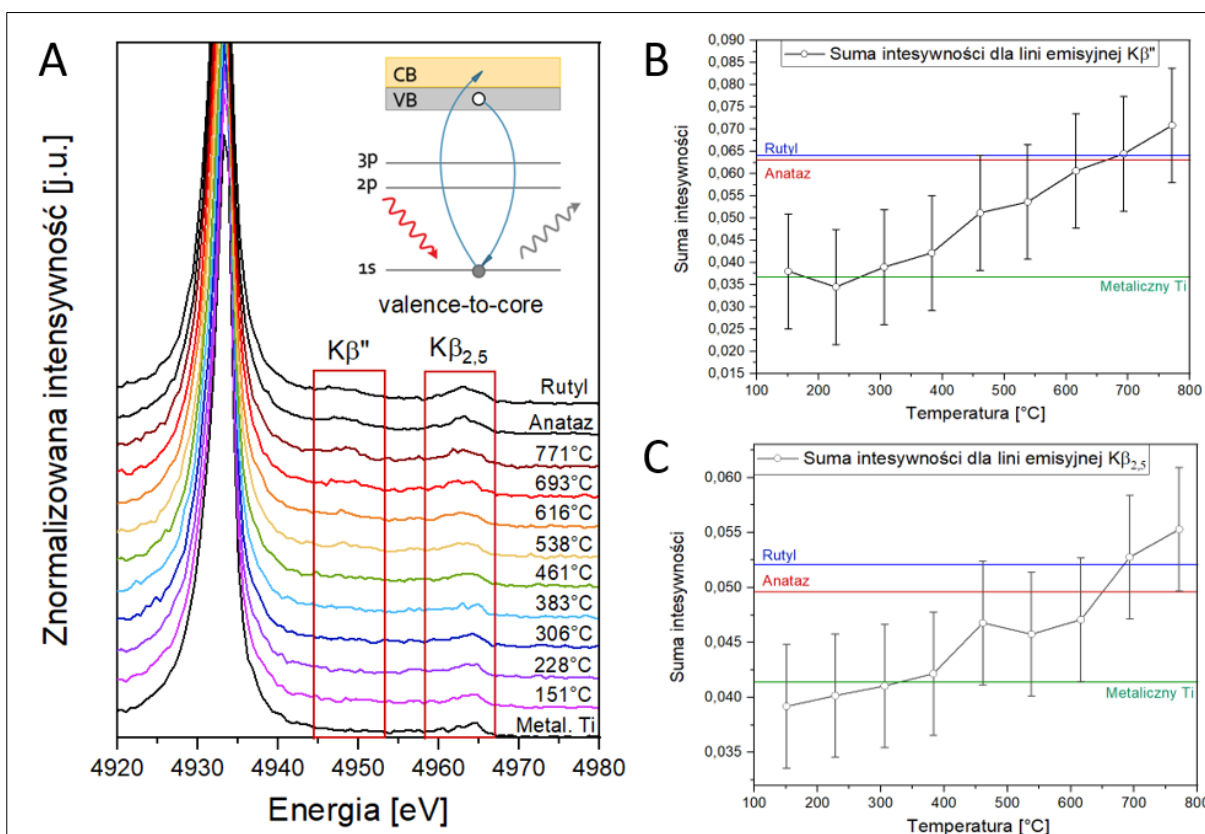 A
Znormalizowana intensywność [j.u.]
CB
VB
3p
2p
1s
valence-to-core
Kβ"
Kβ2,5
Rutyl
Anataz
771°C
693°C
616°C
538°C
461°C
383°C
306°C
228°C
151°C
Metal. Ti
4920 4930 4940 4950 4960 4970 4980
Energia [eV]
B
Suma intesywności dla lini emisyjnej Kβ"
Suma intesywności
0,090
0,085
0,080
0,075
0,070
0,065
0,060
0,055
0,050
0,045
0,040
0,035
0,030
0,025
0,020
0,015
Rutyl
Anataz
Metaliczny Ti
100 200 300 400 500 600 700 800
Temperatura [°C]
C
Suma intesywności dla lini emisyjnej Kβ2,5
Suma intesywności
0,060
0,055
0,050
0,045
0,040
0,035
Rutyl
Anataz
Metaliczny Ti
100 200 300 400 500 600 700 800
Temperatura [°C]